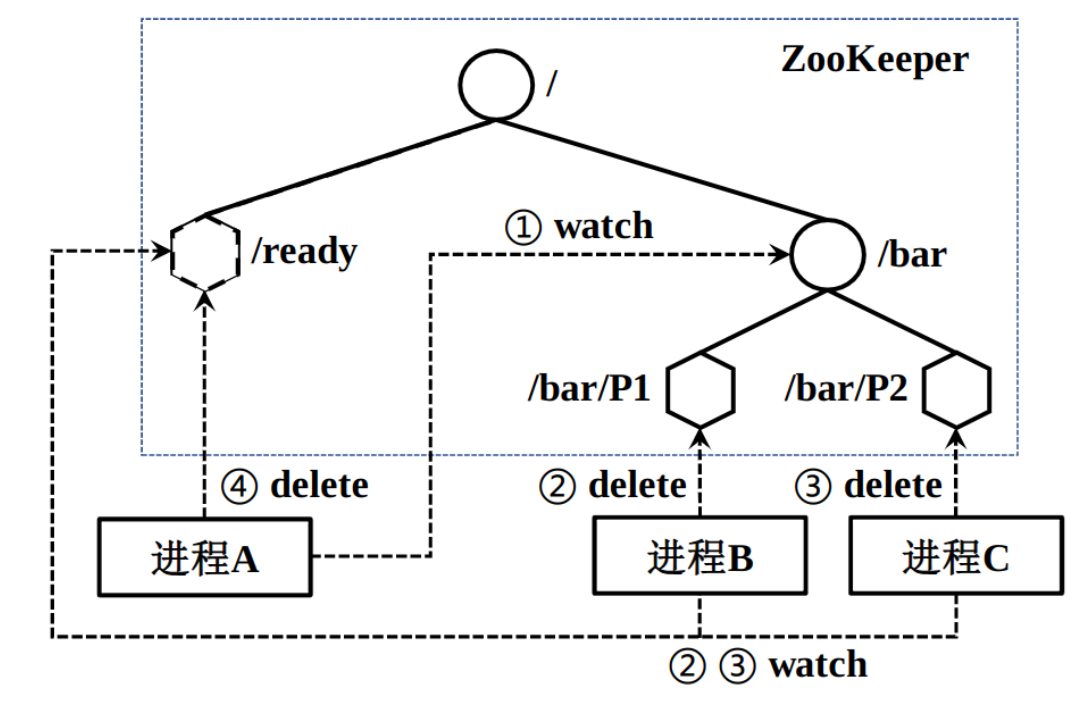 ZooKeeper
/
① watch
/ready
/bar
/bar/P1
/bar/P2
④ delete
② delete
③ delete
进程A
进程B
进程C
② ③ watch